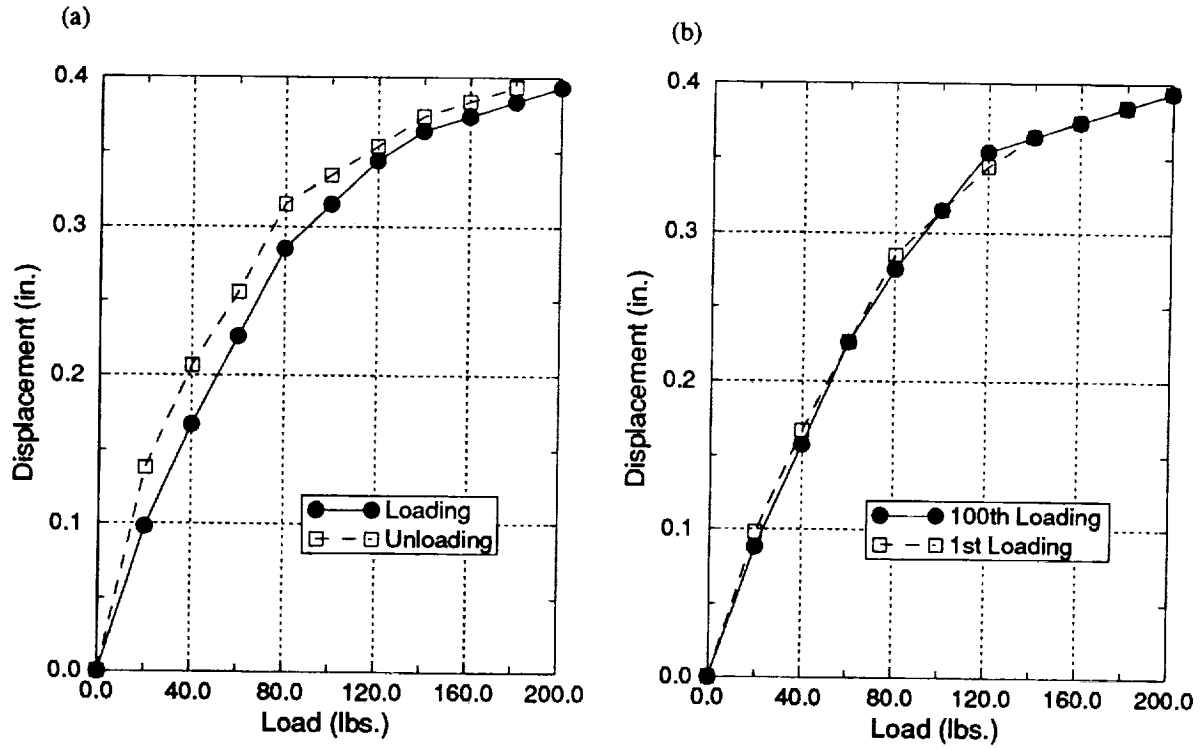 (a)
0.4
0.3
0.2
0.1
0.0
Displacement (in.)
Loading
Unloading
0.0 40.0 80.0 120.0 160.0 200.0
Load (lbs.)
(b)
0.4
0.3
0.2
0.1
0.0
Displacement (in.)
100th Loading
1st Loading
0.0 40.0 80.0 120.0 160.0 200.0
Load (lbs.)